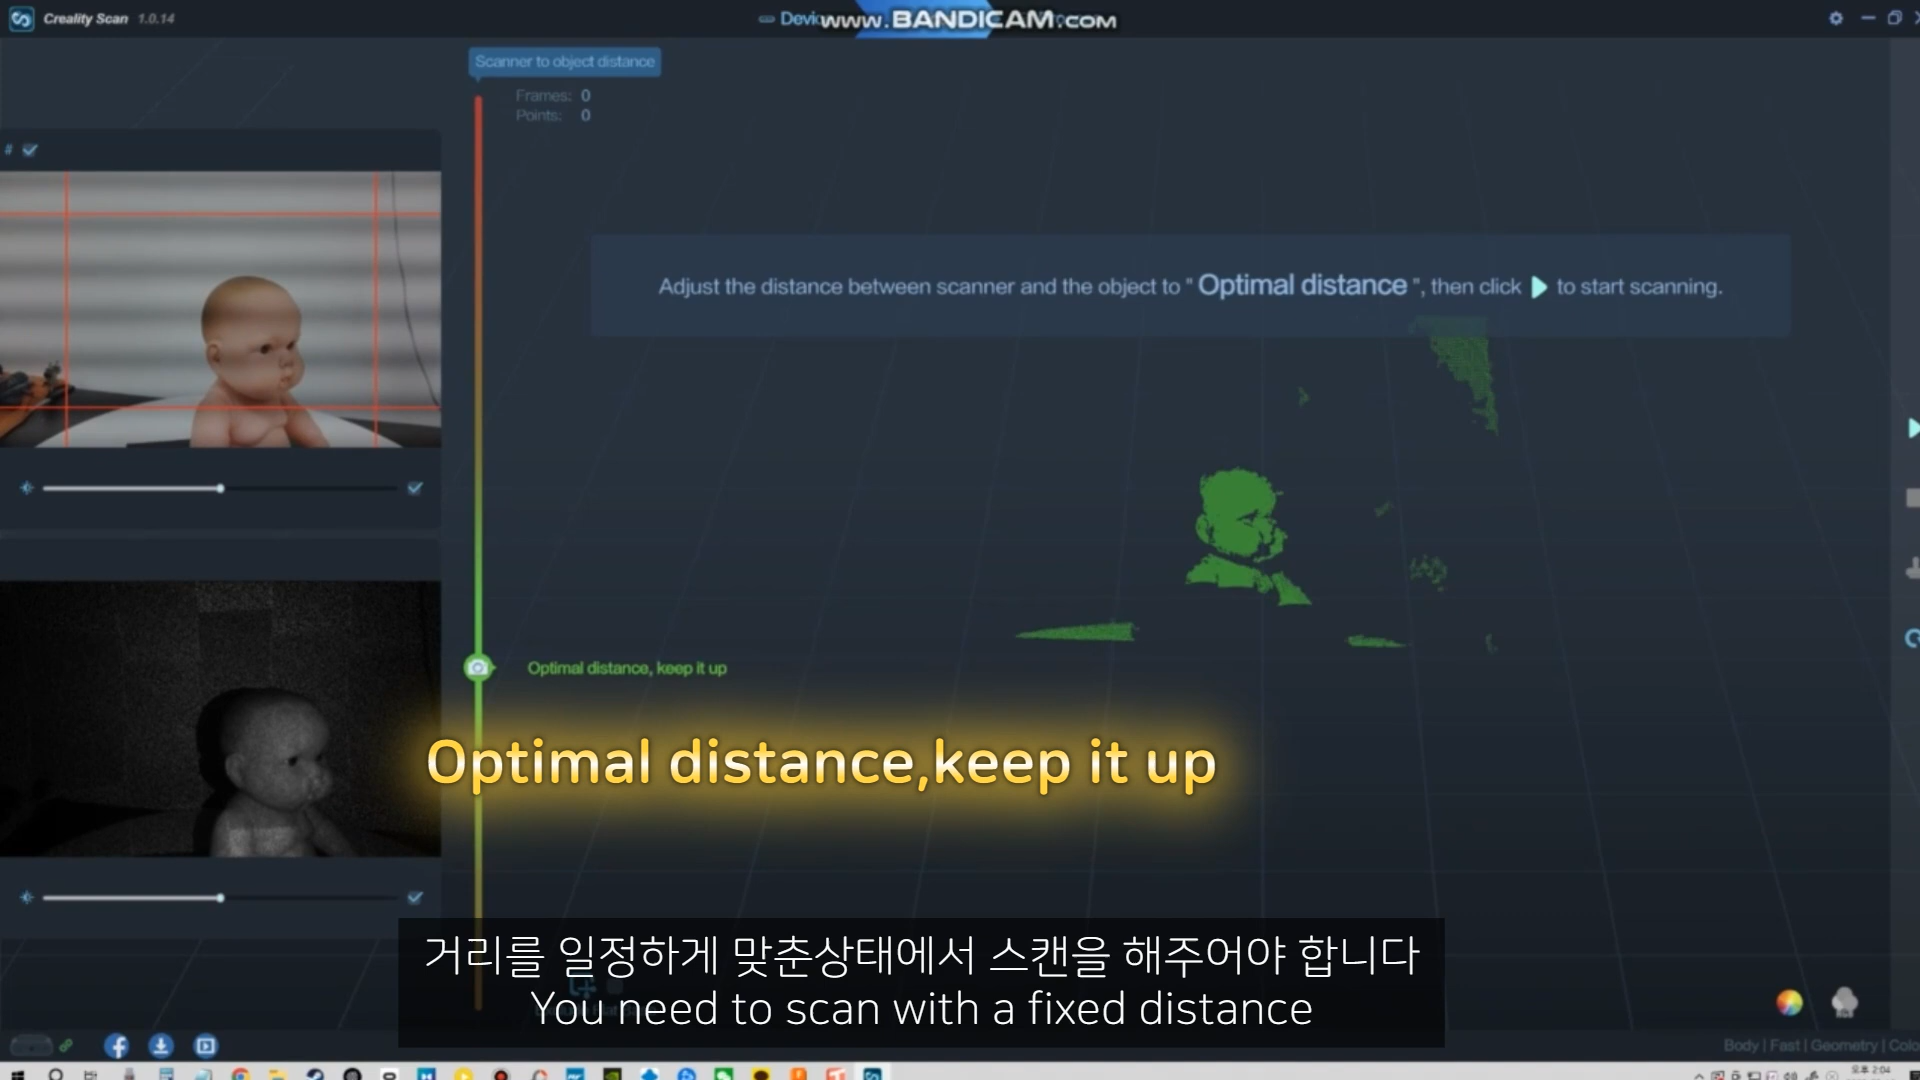 Creality Scan 1.0.14
www.BANDICAM.com
Scanner to object distance
Frames: 0
Points: 0
Adjust the distance between scanner and the object to " Optimal distance ", then click to start scanning.
Optimal distance, keep it up
Optimal distance,keep it up
거리를 일정하게 맞춘상태에서 스캔을 해주어야 합니다
You need to scan with a fixed distance
Body | Fast | Geometry | Colo
오후 2:04